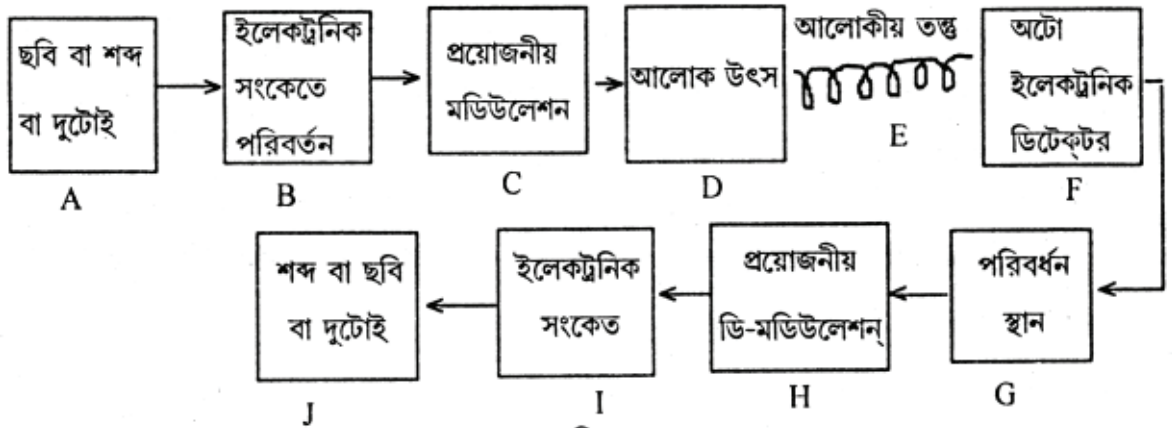 ছবি বা শব্দ
বা দুটোই
A
ইলেকট্রনিক
সংকেতে
পরিবর্তন
B
প্রয়োজনীয়
মডিউলেশন
C
আলোক উৎস
D
আলোকীয় তন্তু
E
অটো
ইলেকট্রনিক
ডিটেক্‌টর
F
পরিবর্ধন
স্থান
G
প্রয়োজনীয়
ডি-মডিউলেশন্
H
ইলেকট্রনিক
সংকেত
I
শব্দ বা ছবি
বা দুটোই
J